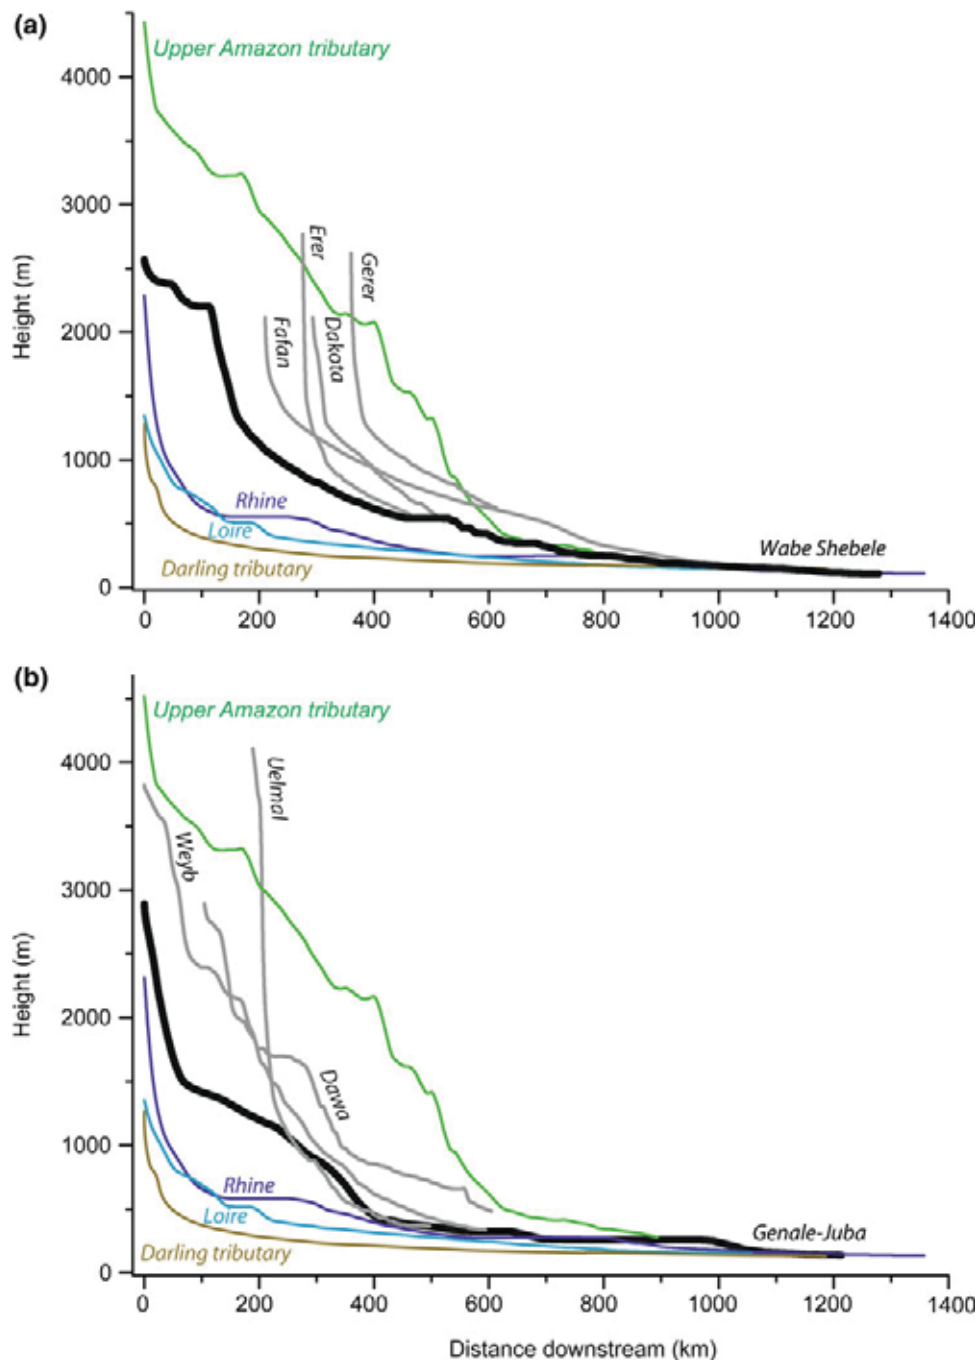 (a)
Upper Amazon tributary
4000
3000
2000
1000
0
Height (m)
Erer
Gerer
Fafan
Dakota
Rhine
Loire
Darling tributary
Wabe Shebele
0 200 400 600 800 1000 1200 1400
(b)
Upper Amazon tributary
4000
3000
2000
1000
0
Height (m)
Uelmal
Weyb
Dawa
Rhine
Loire
Darling tributary
Genale-Juba
0 200 400 600 800 1000 1200 1400
Distance downstream (km)